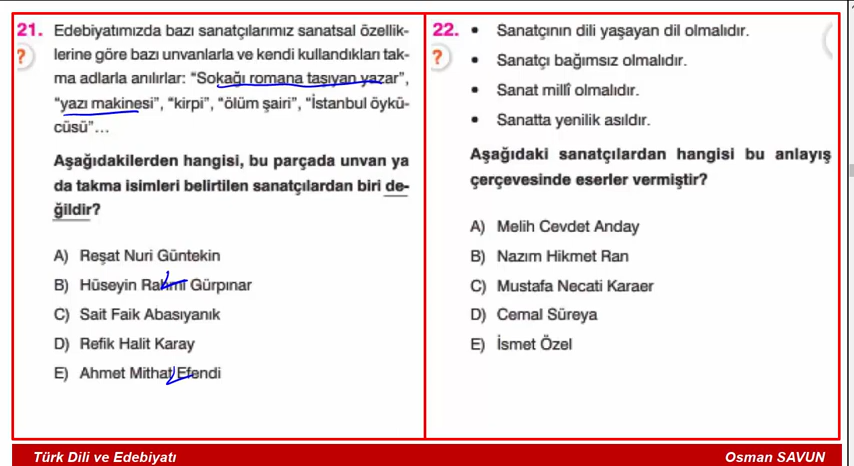 21. Edebiyatımızda bazı sanatçılarımız sanatsal özellik-
lerine göre bazı unvanlarla ve kendi kullandıkları tak-
? ma adlarla anılırlar: “Sokağı romana taşıyan yazar”,
“yazı makinesi”, “kirpi”, “ölüm şairi”, “İstanbul öykü-
cüsü”...
Aşağıdakilerden hangisi, bu parçada unvan ya
da takma isimleri belirtilen sanatçılardan biri de-
ğildir?
A) Reşat Nuri Güntekin
B) Hüseyin Rahmi Gürpınar
C) Sait Faik Abasıyanık
D) Refik Halit Karay
E) Ahmet Mithat Efendi
22. • Sanatçının dili yaşayan dil olmalıdır.
? • Sanatçı bağımsız olmalıdır.
• Sanat millî olmalıdır.
• Sanatta yenilik asıldır.
Aşağıdaki sanatçılardan hangisi bu anlayış
çerçevesinde eserler vermiştir?
A) Melih Cevdet Anday
B) Nazım Hikmet Ran
C) Mustafa Necati Karaer
D) Cemal Süreya
E) İsmet Özel
Türk Dili ve Edebiyatı
Osman SAVUN